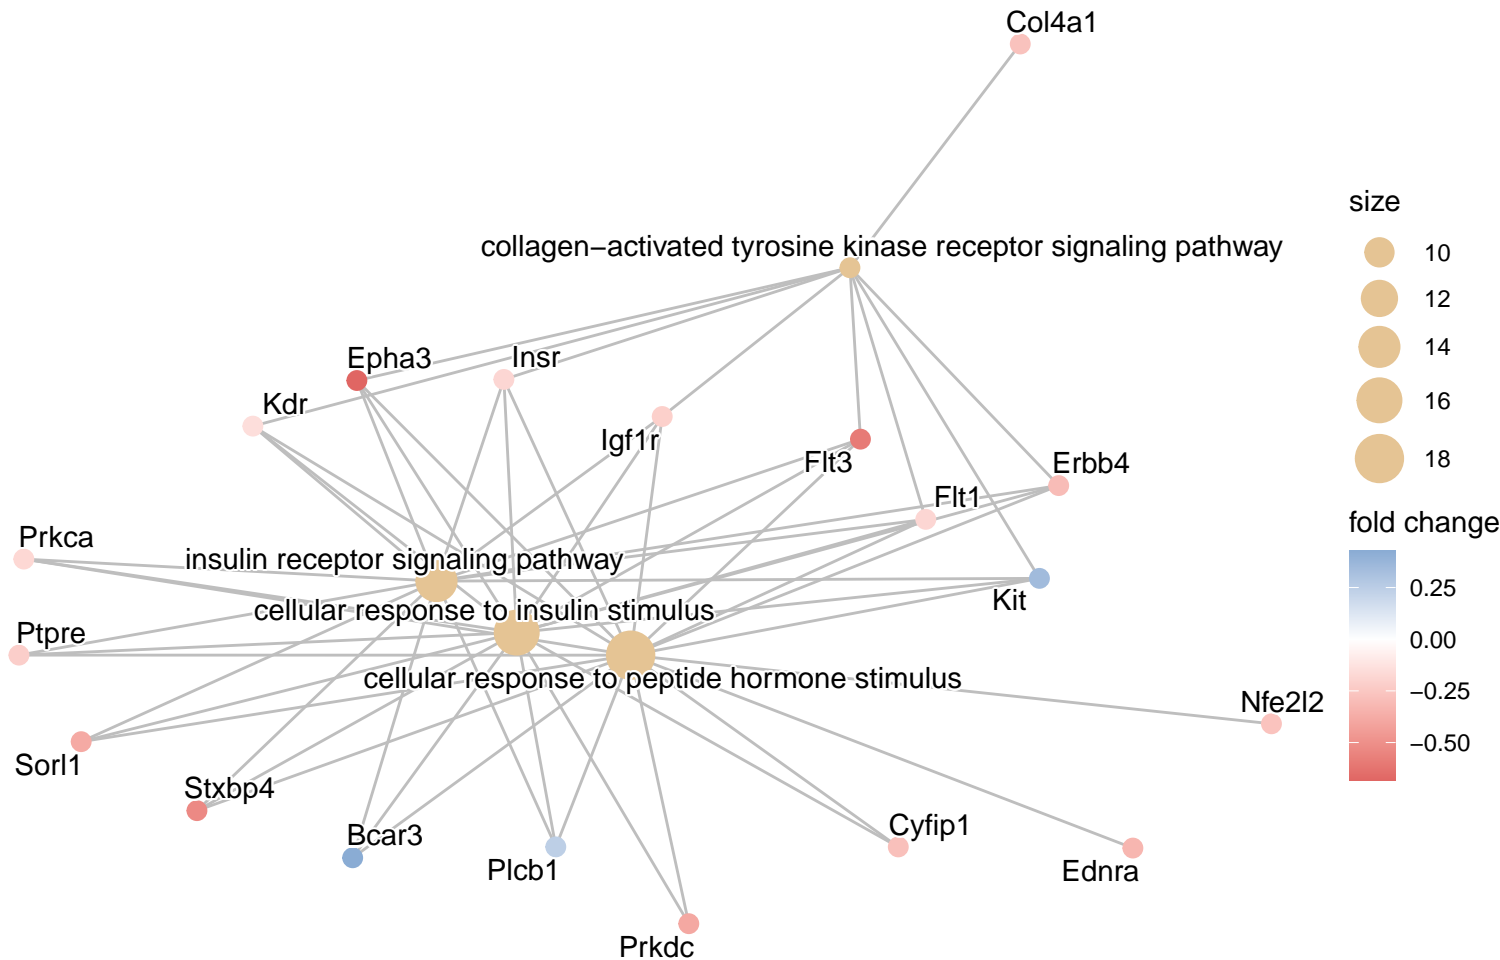 Col4a1
collagen−activated tyrosine kinase receptor signaling pathway
Epha3
Insr
Kdr
Igf1r
Flt3
Erbb4
Flt1
Prkca
insulin receptor signaling pathway
Kit
cellular response to insulin stimulus
Ptpre
cellular response to peptide hormone stimulus
Nfe2l2
Sorl1
Stxbp4
Bcar3
Cyfip1
Plcb1
Ednra
Prkdc
size
10
12
14
16
18
fold change
0.25
0.00
−0.25
−0.50